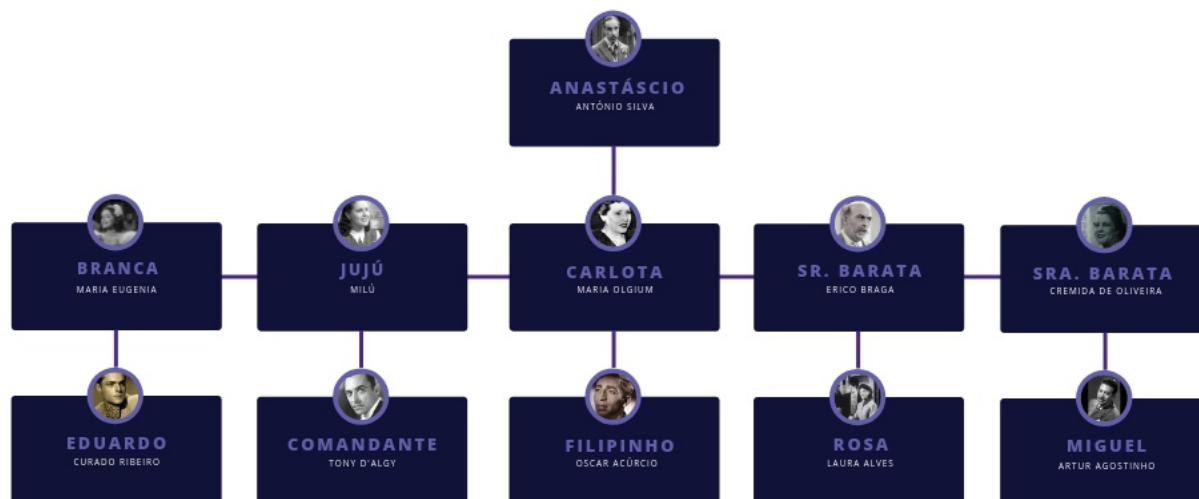 ANASTÁSCIO
ANTÓNIO SILVA
BRANCA
MARIA EUGENIA
JUJÚ
MILÚ
CARLOTA
MARIA OLGIUM
SR. BARATA
ERICO BRAGA
SRA. BARATA
CREMIDA DE OLIVEIRA
EDUARDO
CURADO RIBEIRO
COMANDANTE
TONY D'ALGY
FILIPINHO
OSCAR ACÚRCIO
ROSA
LAURA ALVES
MIGUEL
ARTUR AGOSTINHO